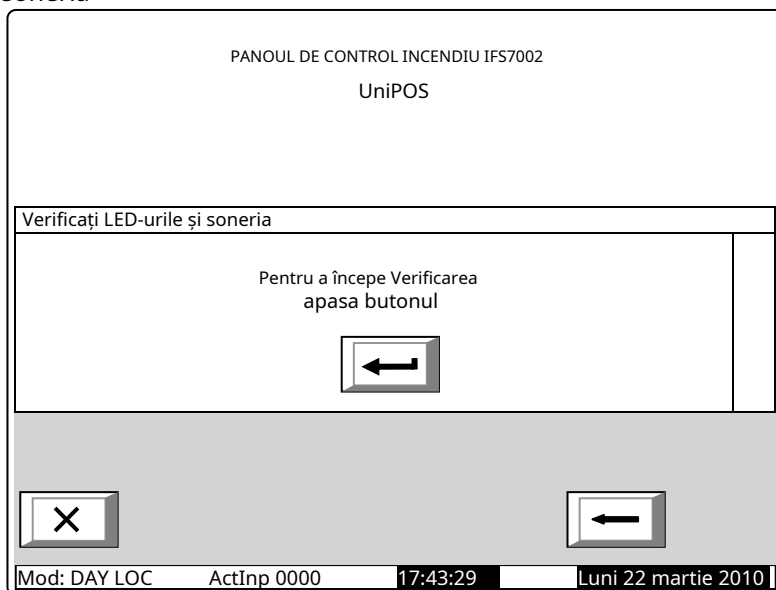 PANOUL DE CONTROL INCENDIU IFS7002
UniPOS
Verificați LED-urile și soneria
Pentru a începe Verificarea
apasa butonul
Mod: DAY LOC ActInp 0000 17:43:29 Luni 22 martie 2010